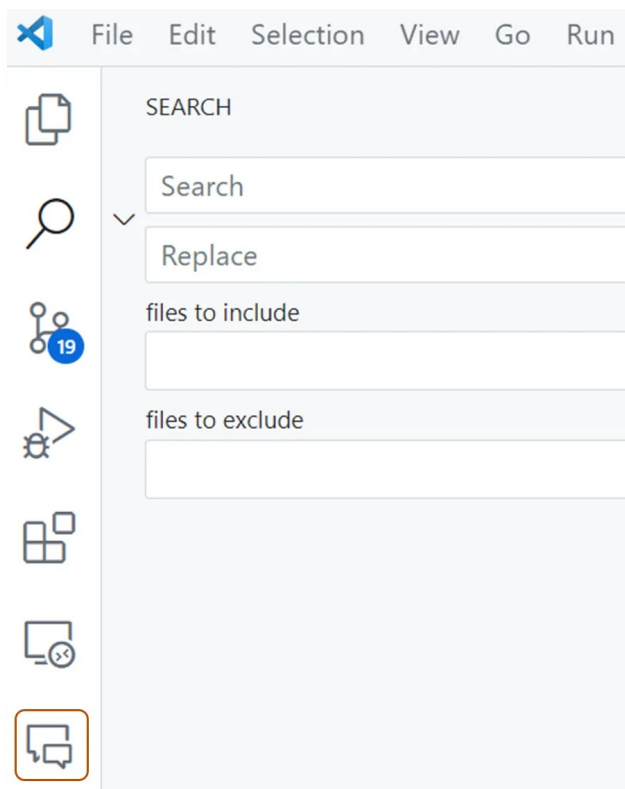 File Edit Selection View Go Run
SEARCH
Search
Replace
files to include
19
files to exclude